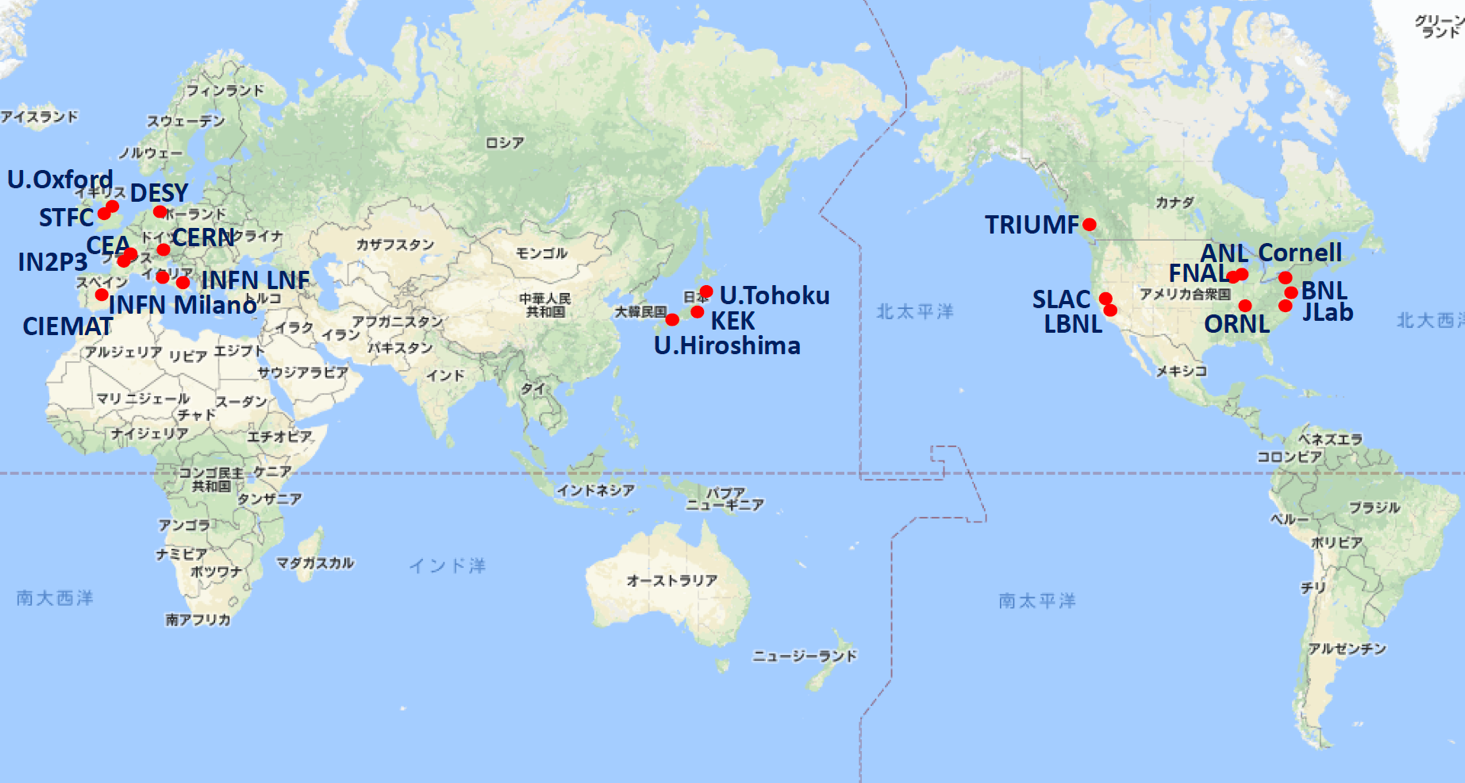 グリーン
ランド
フィンランド
アイスランド
スウェーデン
ロシア
ノルウェー
U.Oxford
イギリス
DESY
STFC
ポーランド
カナダ
TRIUMF
CERN
CEA
カザフスタン
モンゴル
ANL
Cornell
IN2P3
FNAL
スペイン
イタリア
INFN LNF
INFN Milano
トルコ
CIEMAT
中華人民
共和国
大韓民国
日本
U.Tohoku
KEK
U.Hiroshima
北太平洋
SLAC
LBNL
アメリカ合衆国
BNL
JLab
ORNL
北大西洋
イラク
イラン
アフガニスタン
パキスタン
アルジェリア
リビア
エジプト
サウジアラビア
インド
タイ
メキシコ
マリ
ニジェール
チャド
スーダン
ナイジェリア
エチオピア
ベネズエラ
コロンビア
コンゴ民主
共和国
ケニア
タンザニア
インドネシア
パプア
ニューギニア
ブラジル
ペルー
アンゴラ
ボリビア
ナミビア
ボツワナ
マダガスカル
インド洋
オーストラリア
チリ
南大西洋
南太平洋
南アフリカ
アルゼンチン
ニュージーランド